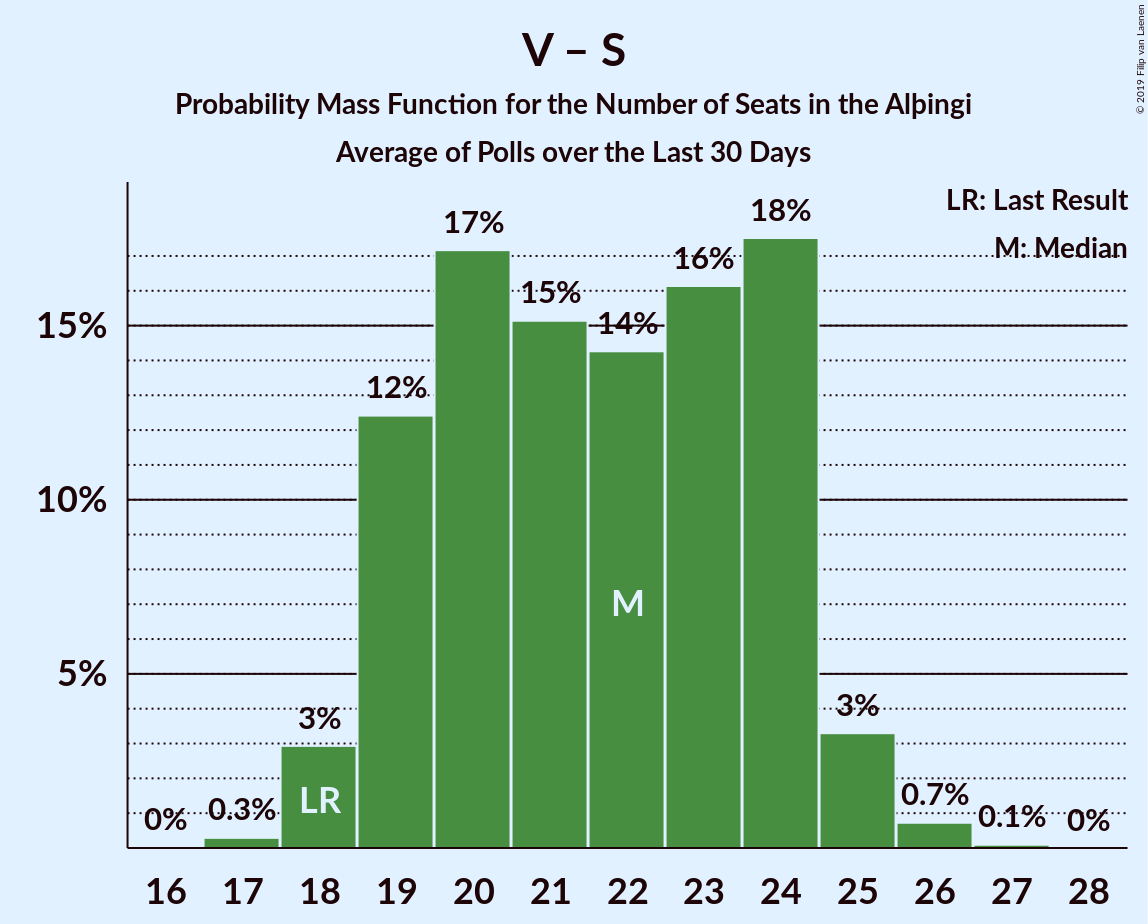 V – S
Probability Mass Function for the Number of Seats in the Alþingi
Average of Polls over the Last 30 Days
© 2019 Filip van Laenen
LR: Last Result
M: Median
15%
10%
5%
0%
0.3%
3%
12%
17%
15%
14%
16%
18%
3%
0.7%
0.1%
0%
LR
M
16 17 18 19 20 21 22 23 24 25 26 27 28